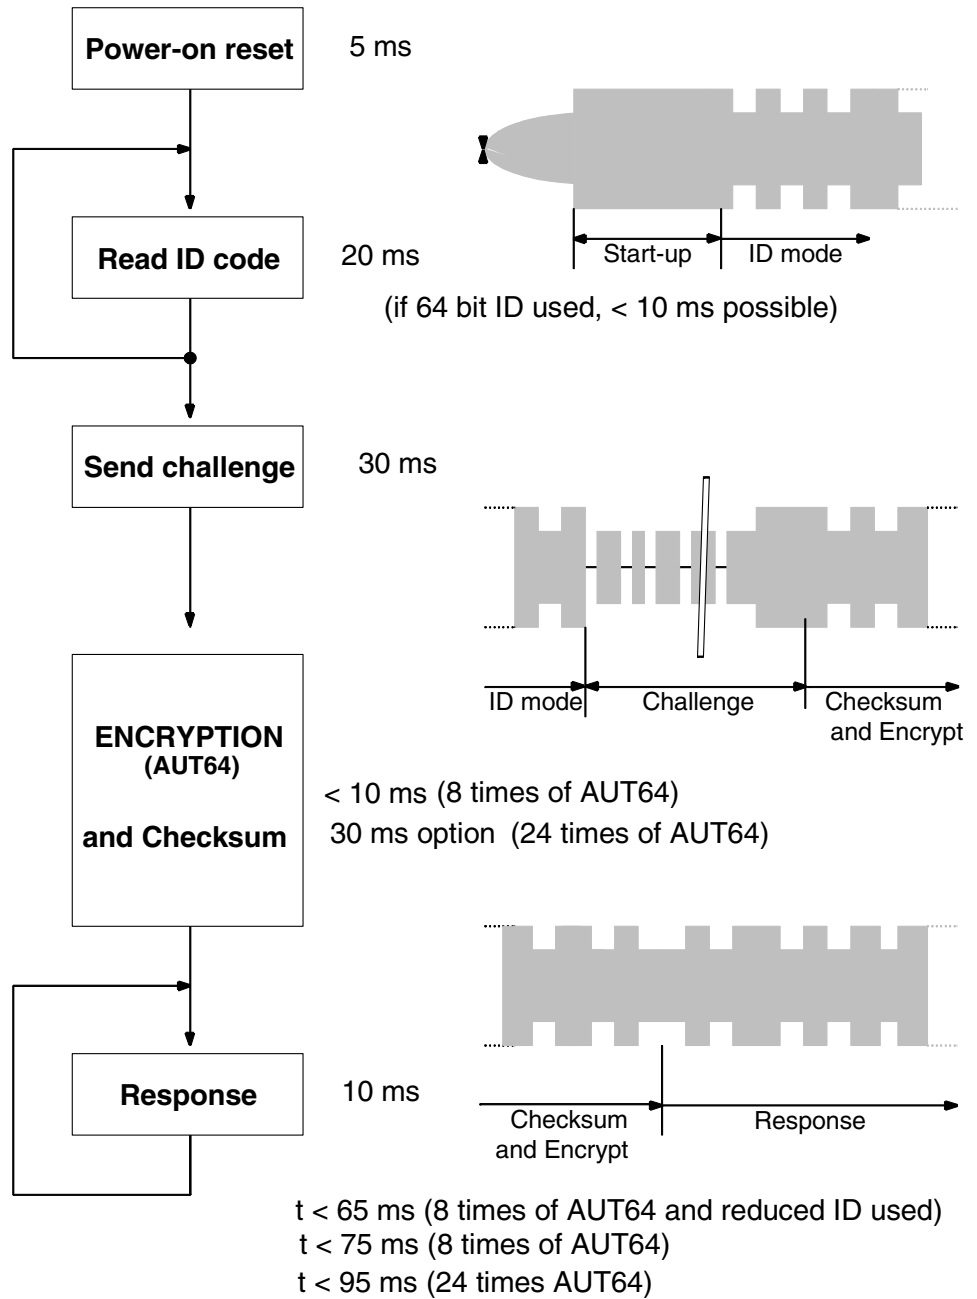 Power-on reset
5 ms
Read ID code
20 ms
Start-up
ID mode
(if 64 bit ID used, < 10 ms possible)
Send challenge
30 ms
ID mode
Challenge
Checksum
and Encrypt
ENCRYPTION
(AUT64)
and Checksum
< 10 ms (8 times of AUT64)
30 ms option (24 times of AUT64)
Response
10 ms
Checksum
and Encrypt
Response
t < 65 ms (8 times of AUT64 and reduced ID used)
t < 75 ms (8 times of AUT64)
t < 95 ms (24 times AUT64)